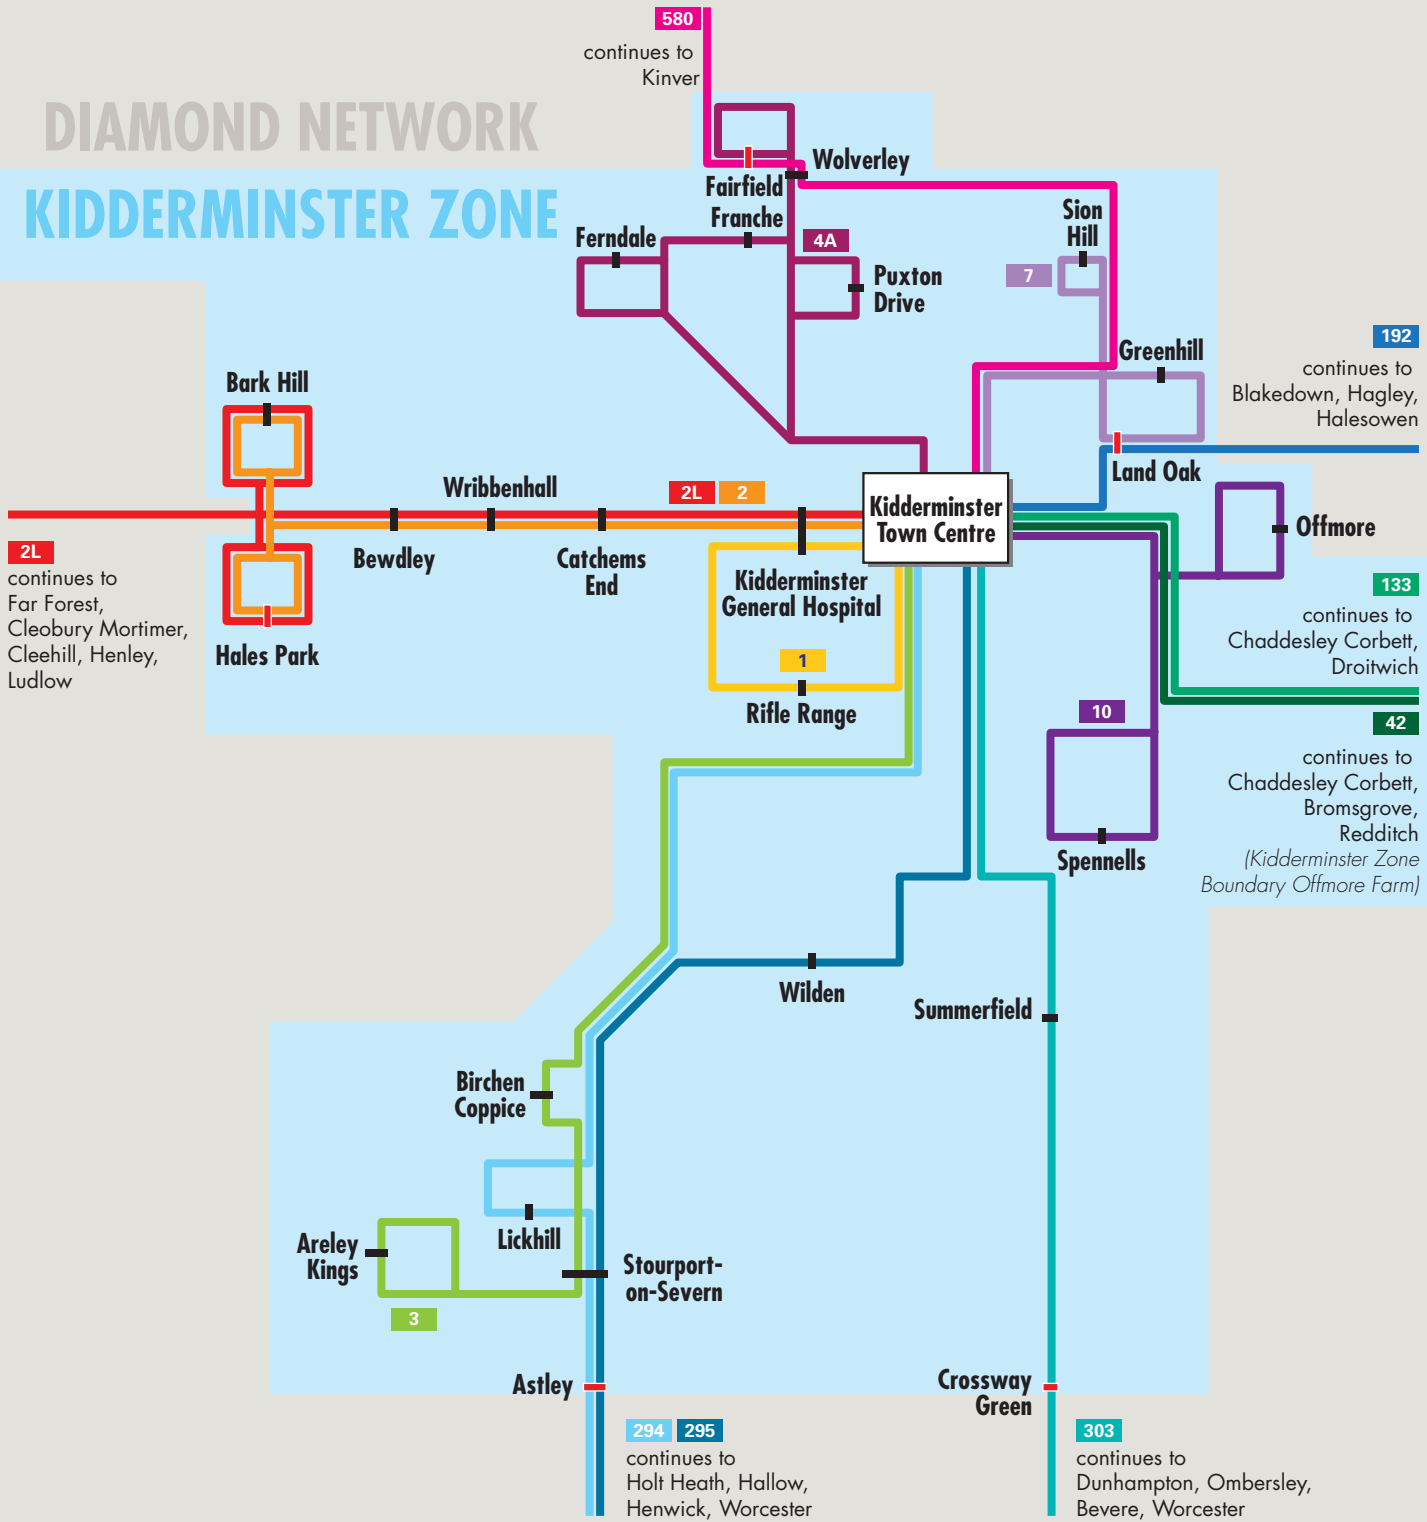 580
continues to
Kinver
DIAMOND NETWORK
KIDDERMINSTER ZONE
Wolverley
Fairfield
Franche
Ferndale
4A
Puxton
Drive
Sion
Hill
7
Greenhill
192
continues to
Blakedown, Hagley,
Halesowen
Land Oak
Bark Hill
Wribbenhall
2L
2
Kidderminster
Town Centre
Offmore
Bewdley
Catchems
End
Kidderminster
General Hospital
2L
continues to
Far Forest,
Cleobury Mortimer,
Cleehill, Henley,
Ludlow
Hales Park
1
Rifle Range
133
continues to
Chaddesley Corbett,
Droitwich
10
42
continues to
Chaddesley Corbett,
Bromsgrove,
Redditch
(Kidderminster Zone
Boundary Offmore Farm)
Spennells
Wilden
Summerfield
Birchen
Coppice
Lickhill
Areley
Kings
Stourport-
on-Severn
3
Astley
Crossway
Green
294
295
continues to
Holt Heath, Hallow,
Henwick, Worcester
303
continues to
Dunhampton, Ombersley,
Bevere, Worcester